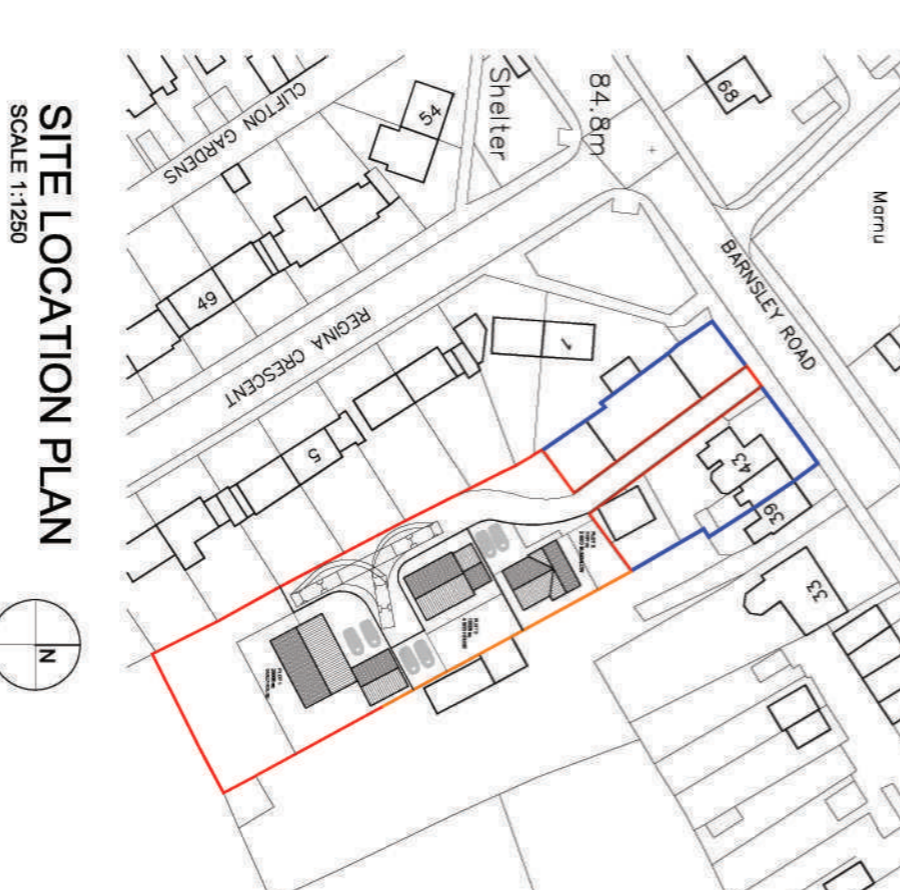 SITE LOCATION PLAN
SCALE 1:1250
N
CLIFTON GARDENS
54
Shelter
84.8m
68
Marnu
49
REGINA CRESCENT
BARNSLEY ROAD
1
5
43
39
33